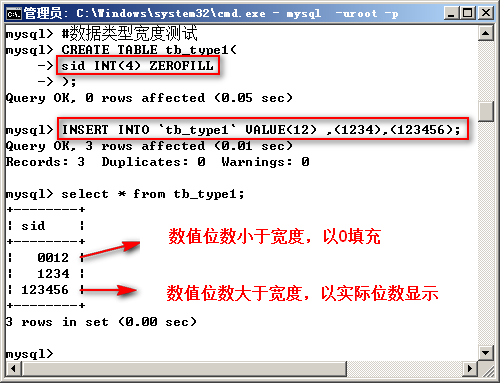 管理员: C:\Windows\system32\cmd.exe - mysql -uroot -p
mysql> #数据类型宽度测试
mysql> CREATE TABLE tb_type1(
-> sid INT(4) ZEROFILL
-> );
Query OK, 0 rows affected (0.05 sec)
mysql> INSERT INTO `tb_type1` VALUE(12) ,(1234),(123456);
Query OK, 3 rows affected (0.01 sec)
Records: 3  Duplicates: 0  Warnings: 0
mysql> select * from tb_type1;
+--------+
| sid    |
+--------+
|   0012 | 数值位数小于宽度，以0填充
|   1234 |
| 123456 | 数值位数大于宽度，以实际位数显示
+--------+
3 rows in set (0.00 sec)
mysql>